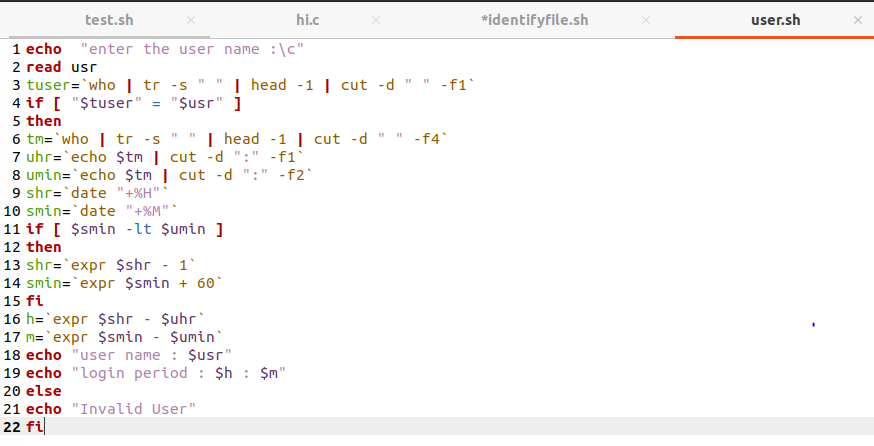 test.sh × hi.c × *identifyfile.sh × user.sh ×
1 echo  "enter the user name :\c"
2 read usr
3 tuser=`who | tr -s " " | head -1 | cut -d " " -f1`
4 if [ "$tuser" = "$usr" ]
5 then
6 tm=`who | tr -s " " | head -1 | cut -d " " -f4`
7 uhr=`echo $tm | cut -d ":" -f1`
8 umin=`echo $tm | cut -d ":" -f2`
9 shr=`date "+%H"`
10 smin=`date "+%M"`
11 if [ $smin -lt $umin ]
12 then
13 shr=`expr $shr - 1`
14 smin=`expr $smin + 60`
15 fi
16 h=`expr $shr - $uhr`
17 m=`expr $smin - $umin`
18 echo "user name : $usr"
19 echo "login period : $h : $m"
20 else
21 echo "Invalid User"
22 fi